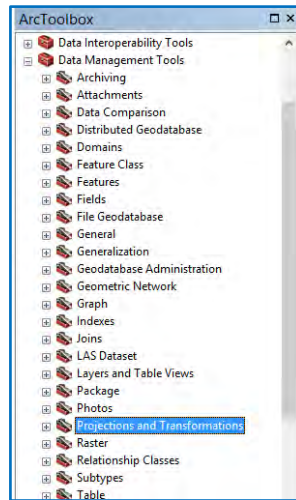 ArcToolbox
Data Interoperability Tools
Data Management Tools
Archiving
Attachments
Data Comparison
Distributed Geodatabase
Domains
Feature Class
Features
Fields
File Geodatabase
General
Generalization
Geodatabase Administration
Geometric Network
Graph
Indexes
Joins
LAS Dataset
Layers and Table Views
Package
Photos
Projections and Transformations
Raster
Relationship Classes
Subtypes
Table